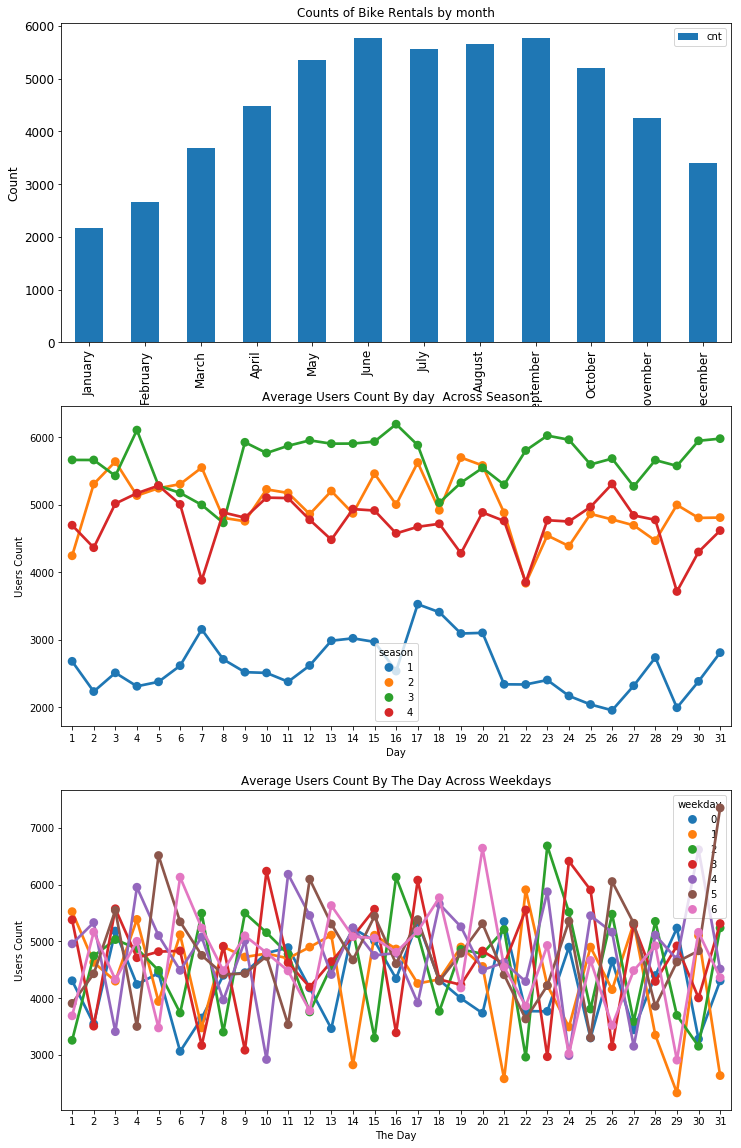 Counts of Bike Rentals by month
6000
5000
4000
3000
2000
1000
0
Count
cnt
January
February
March
April
May
June
July
August
eptember
October
ovember
ecember
Average Users Count By day Across Season
6000
5000
4000
3000
2000
Users Count
season
1
2
3
4
1 2 3 4 5 6 7 8 9 10 11 12 13 14 15 16 17 18 19 20 21 22 23 24 25 26 27 28 29 30 31
Day
Average Users Count By The Day Across Weekdays
7000
6000
5000
4000
3000
Users Count
weekday
0
1
2
3
4
5
6
1 2 3 4 5 6 7 8 9 10 11 12 13 14 15 16 17 18 19 20 21 22 23 24 25 26 27 28 29 30 31
The Day